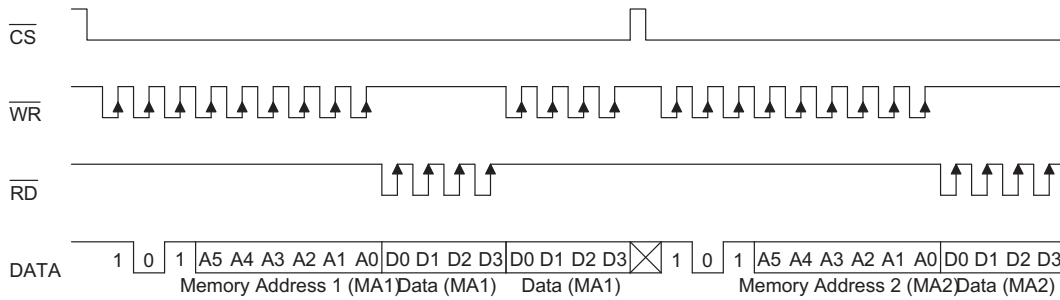 CS
WR
RD
DATA 1 0 1 A5 A4 A3 A2 A1 A0 D0 D1 D2 D3 D0 D1 D2 D3 1 0 1 A5 A4 A3 A2 A1 A0 D0 D1 D2 D3
Memory Address 1 (MA1) Data (MA1) Data (MA1) Memory Address 2 (MA2) Data (MA2)